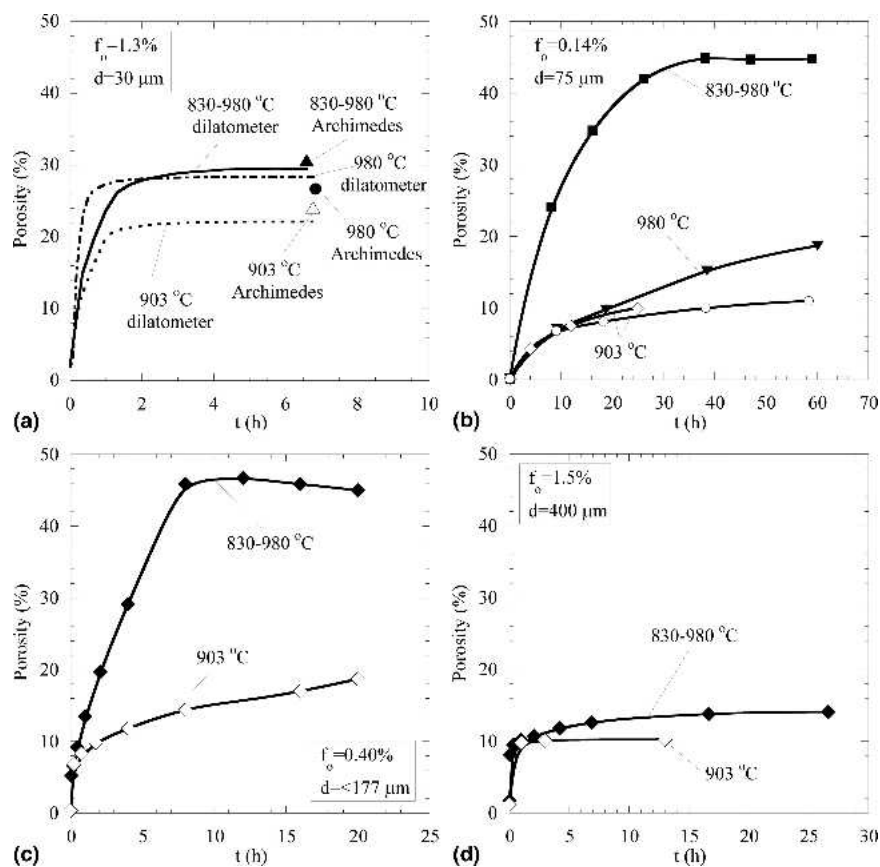 50
40
30
20
10
0
Porosity (%)
f_o=1.3%
d=30 μm
830-980 °C
dilatometer
830-980 °C
Archimedes
980 °C
dilatometer
903 °C
dilatometer
903 °C
Archimedes
980 °C
Archimedes
0 2 4 6 8 10
(a)
t (h)
50
40
30
20
10
0
Porosity (%)
f_o=0.14%
d=75 μm
830-980 °C
980 °C
903 °C
0 10 20 30 40 50 60 70
(b)
t (h)
50
40
30
20
10
0
Porosity (%)
830-980 °C
903 °C
f_o=0.40%
d=<177 μm
0 5 10 15 20 25
(c)
t (h)
50
40
30
20
10
0
Porosity (%)
f_o=1.5%
d=400 μm
830-980 °C
903 °C
0 5 10 15 20 25 30
(d)
t (h)